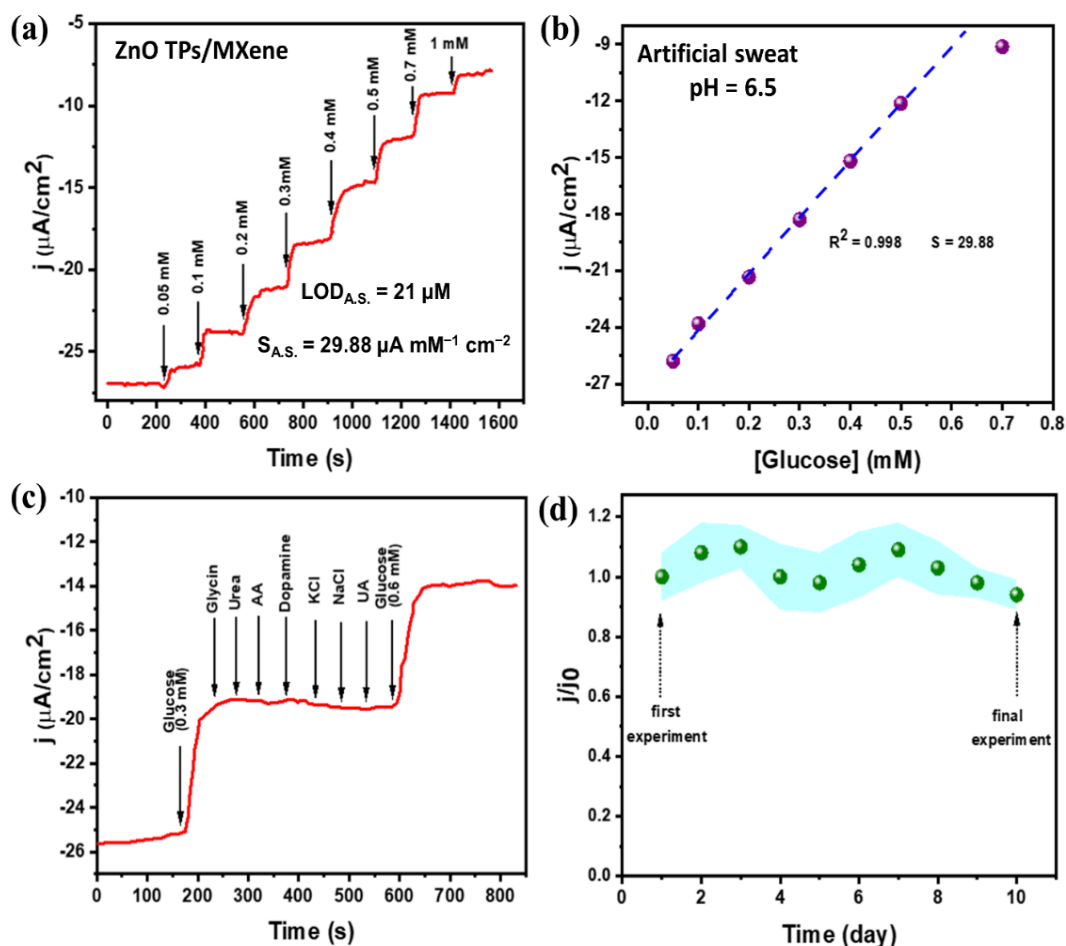 (a)
ZnO TPs/MXene
0.05 mM
0.1 mM
0.2 mM
0.3mM
0.4 mM
0.5 mM
0.7 mM
1 mM
LOD_A.S. = 21 µM
S_A.S. = 29.88 µA mM⁻¹ cm⁻²
j (µA/cm²)
-5
-10
-15
-20
-25
0 200 400 600 800 1000 1200 1400 1600
Time (s)
(b)
Artificial sweat
pH = 6.5
R² = 0.998 S = 29.88
j (µA/cm²)
-9
-12
-15
-18
-21
-24
-27
0.0 0.1 0.2 0.3 0.4 0.5 0.6 0.7 0.8
[Glucose] (mM)
(c)
Glucose
(0.3 mM)
Glycin
Urea
AA
Dopamine
KCl
NaCl
UA
Glucose
(0.6 mM)
j (µA/cm²)
-10
-12
-14
-16
-18
-20
-22
-24
-26
0 100 200 300 400 500 600 700 800
Time (s)
(d)
j/j0
1.2
1.0
0.8
0.6
0.4
0.2
0.0
first
experiment
final
experiment
0 2 4 6 8 10
Time (day)